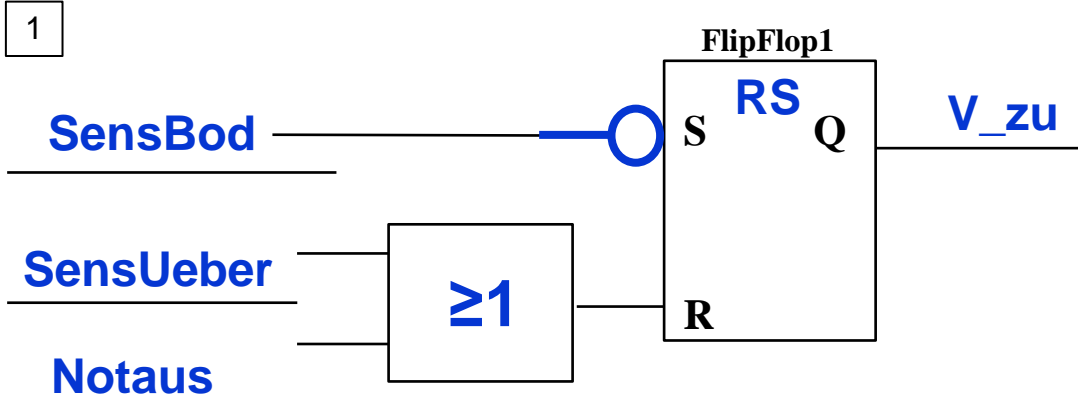 1
FlipFlop1
RS
SensBod
S
Q
V_zu
SensUeber
≥1
R
Notaus